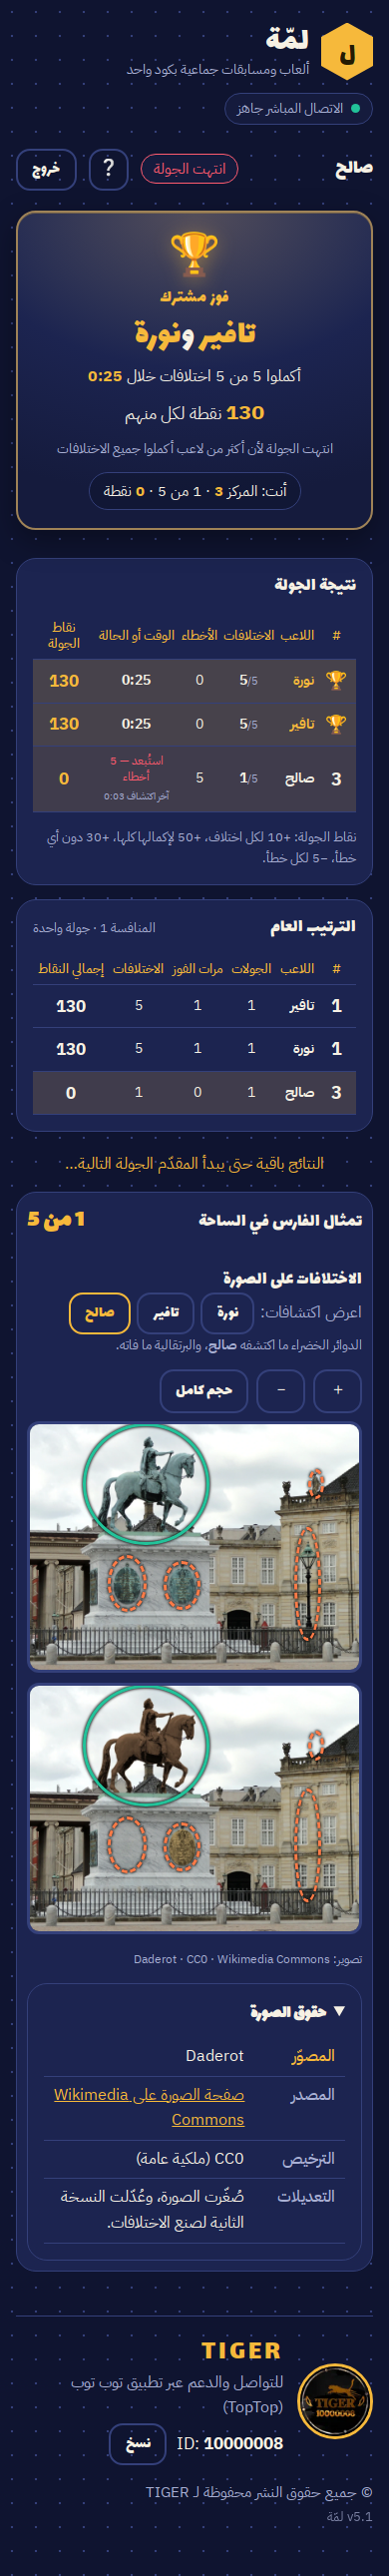 ل
لمّة
ألعاب ومسابقات جماعية بكود واحد
الاتصال المباشر جاهز
صالح
انتهت الجولة
?
خروج
فوز مشترك
تافير ونورة
أكملوا 5 من 5 اختلافات خلال 0:25
130 نقطة لكل منهم
انتهت الجولة لأن أكثر من لاعب أكملوا جميع الاختلافات
أنت: المركز 3 · 1 من 5 · 0 نقطة
نتيجة الجولة
# اللاعب الاختلافات الأخطاء الوقت أو الحالة نقاط الجولة
نورة 5/5 0 0:25 130
تافير 5/5 0 0:25 130
3 صالح 1/5 5 استُبعد — 5 أخطاء 0
آخر اكتشاف 0:03
نقاط الجولة: +10 لكل اختلاف، +50 لإكمالها كلها، +30 دون أي
خطأ، −5 لكل خطأ.
الترتيب العام
المنافسة 1 · جولة واحدة
# اللاعب الجولات مرات الفوز الاختلافات إجمالي النقاط
1 تافير 1 1 5 130
1 نورة 1 1 5 130
3 صالح 1 0 1 0
النتائج باقية حتى يبدأ المقدّم الجولة التالية...
تمثال الفارس في الساحة
1 من 5
الاختلافات على الصورة
اعرض اكتشافات: نورة تافير صالح
الدوائر الخضراء ما اكتشفه صالح، والبرتقالية ما فاته.
+ − حجم كامل
تصوير: Daderot · CC0 · Wikimedia Commons
▼ حقوق الصورة
المصوّر Daderot
المصدر صفحة الصورة على Wikimedia
Commons
الترخيص CC0 (ملكية عامة)
التعديلات صُغّرت الصورة، وعُدّلت النسخة
الثانية لصنع الاختلافات.
TIGER
10000008
TIGER
للتواصل والدعم عبر تطبيق توب توب
(TopTop)
ID: 10000008 نسخ
© جميع حقوق النشر محفوظة لـ TIGER
لمّة v5.1